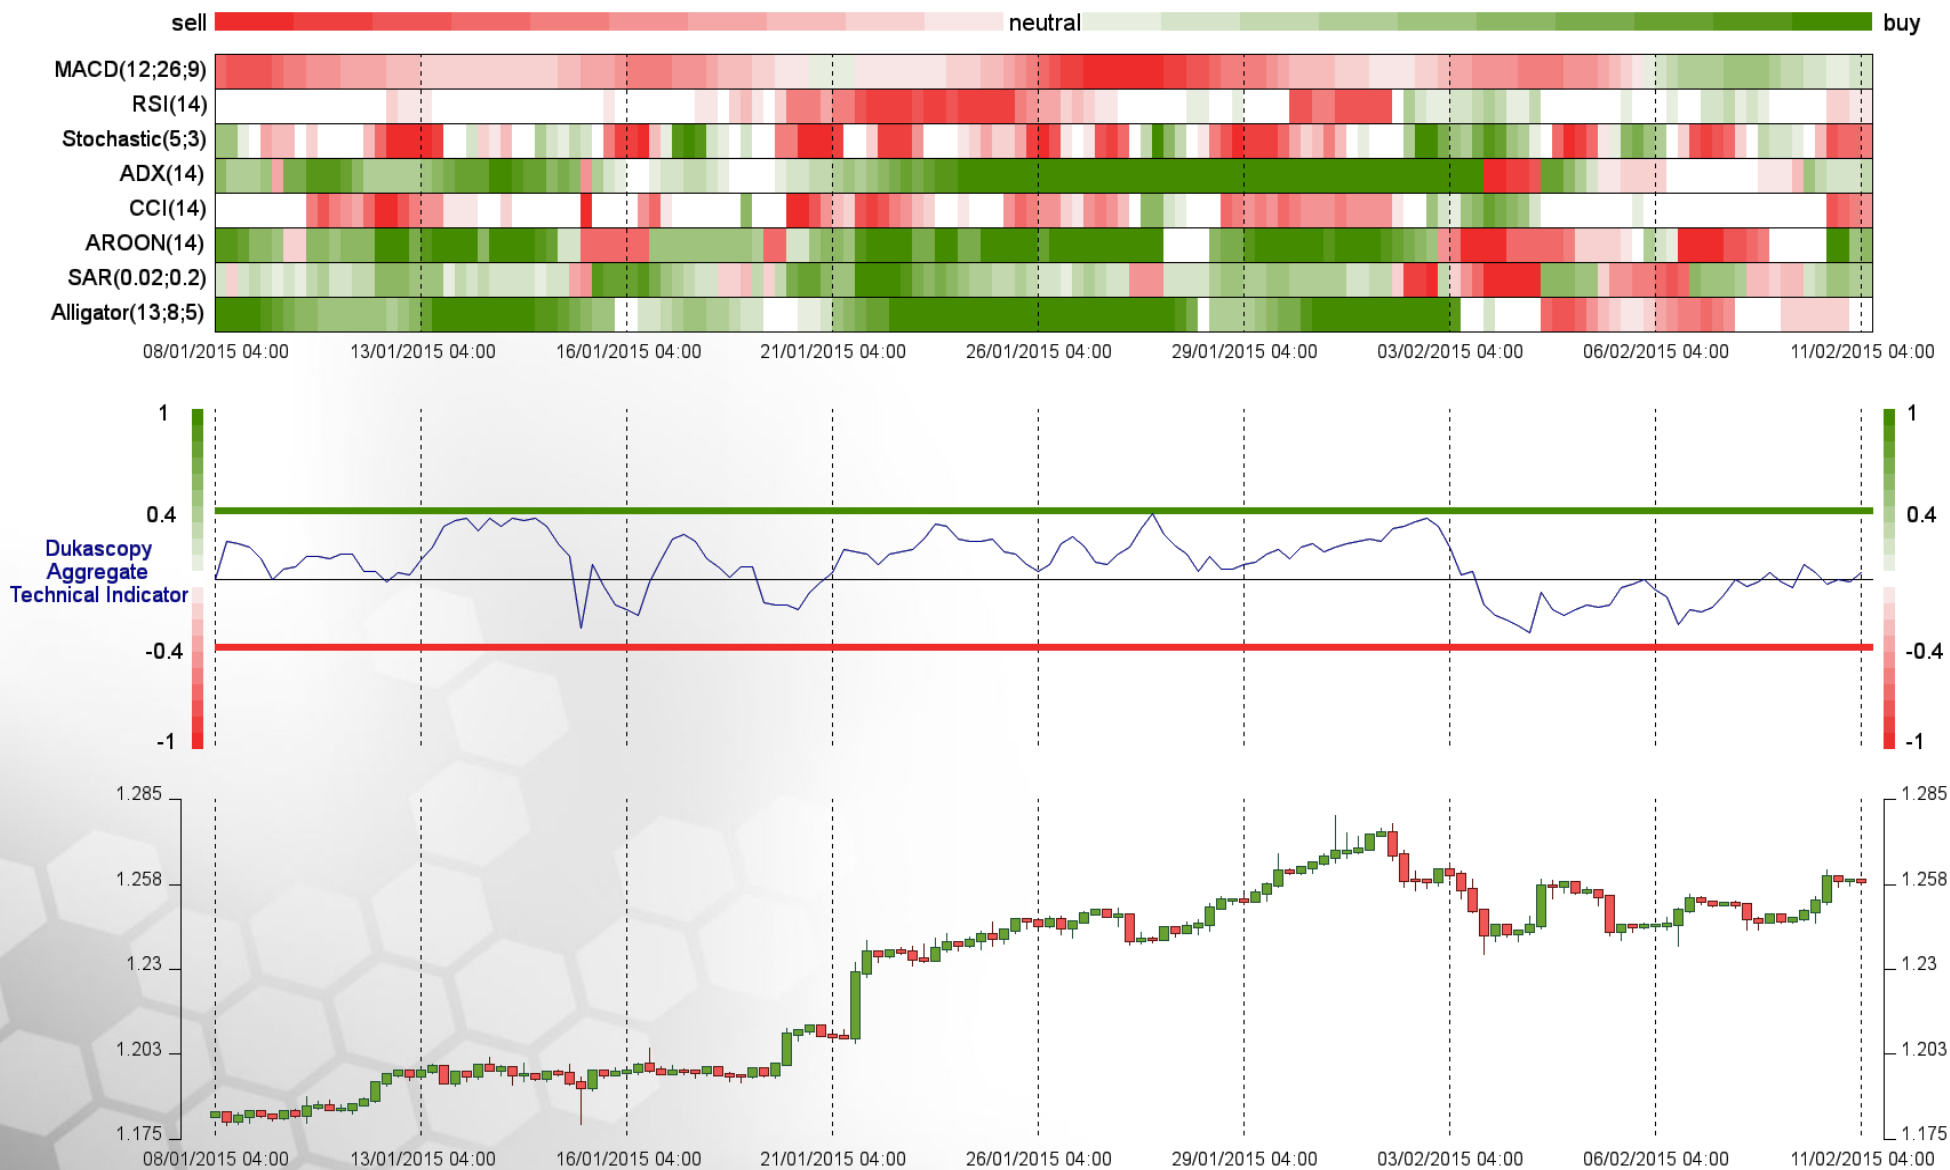 sell neutral buy
MACD(12;26;9)
RSI(14)
Stochastic(5;3)
ADX(14)
CCI(14)
AROON(14)
SAR(0.02;0.2)
Alligator(13;8;5)
08/01/2015 04:00 13/01/2015 04:00 16/01/2015 04:00 21/01/2015 04:00 26/01/2015 04:00 29/01/2015 04:00 03/02/2015 04:00 06/02/2015 04:00 11/02/2015 04:00
1 1
0.4 0.4
Dukascopy
Aggregate
Technical Indicator
-0.4 -0.4
-1 -1
1.285 1.285
1.258 1.258
1.23 1.23
1.203 1.203
1.175 1.175
08/01/2015 04:00 13/01/2015 04:00 16/01/2015 04:00 21/01/2015 04:00 26/01/2015 04:00 29/01/2015 04:00 03/02/2015 04:00 06/02/2015 04:00 11/02/2015 04:00